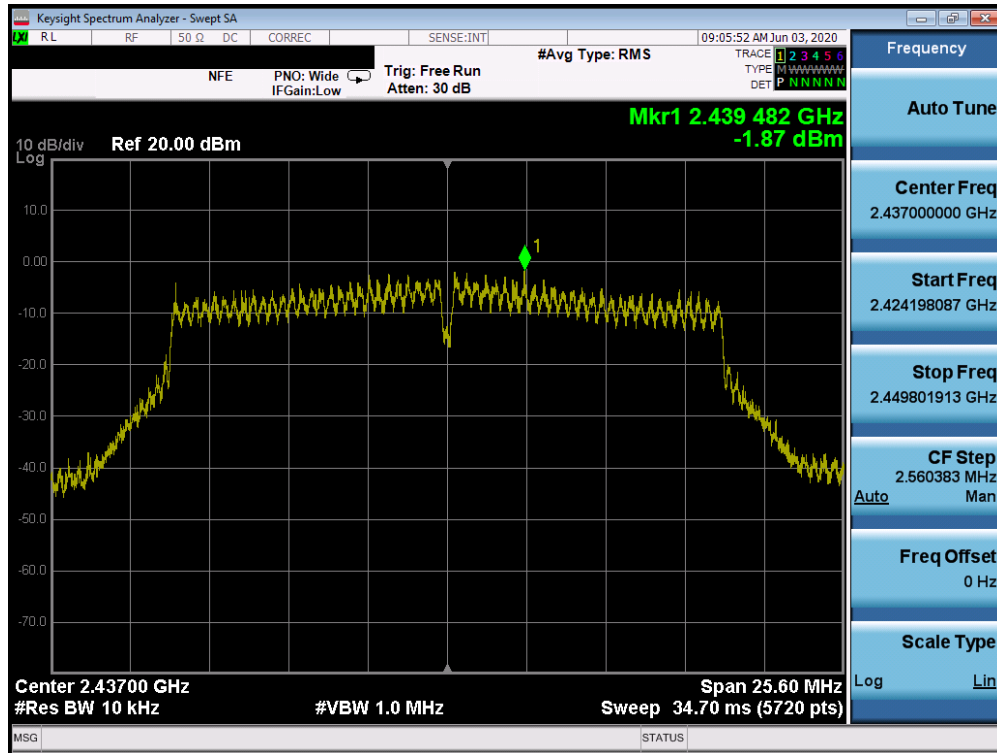 Keysight Spectrum Analyzer - Swept SA
LXI RL RF 50 Ω DC CORREC SENSE:INT 09:05:52 AM Jun 03, 2020
#Avg Type: RMS TRACE 1 2 3 4 5 6
NFE PNO: Wide Trig: Free Run TYPE M WWWWW
IFGain:Low Atten: 30 dB DET P N N N N N
Mkr1 2.439 482 GHz
-1.87 dBm
10 dB/div Ref 20.00 dBm
Log
1
10.0
0.00
-10.0
-20.0
-30.0
-40.0
-50.0
-60.0
-70.0
Center 2.43700 GHz Span 25.60 MHz
#Res BW 10 kHz #VBW 1.0 MHz Sweep 34.70 ms (5720 pts)
MSG STATUS
Frequency
Auto Tune
Center Freq
2.437000000 GHz
Start Freq
2.424198087 GHz
Stop Freq
2.449801913 GHz
CF Step
2.560383 MHz
Auto Man
Freq Offset
0 Hz
Scale Type
Log Lin